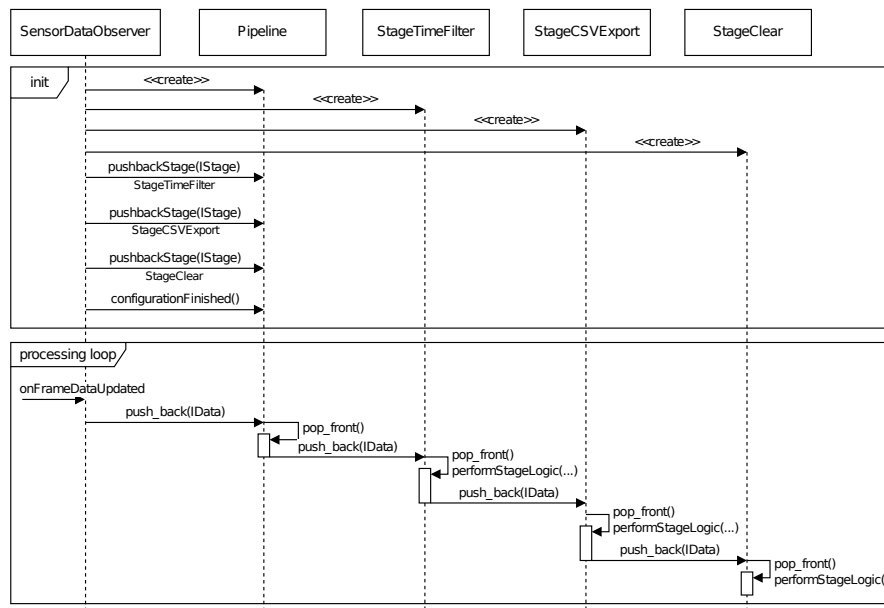 SensorDataObserver
Pipeline
StageTimeFilter
StageCSVExport
StageClear
init
<<create>>
<<create>>
<<create>>
<<create>>
pushbackStage(IStage)
StageTimeFilter
pushbackStage(IStage)
StageCSVExport
pushbackStage(IStage)
StageClear
configurationFinished()
processing loop
onFrameDataUpdated
push_back(IData)
pop_front()
push_back(IData)
pop_front()
performStageLogic(...)
push_back(IData)
pop_front()
performStageLogic(...)
push_back(IData)
pop_front()
performStageLogic(